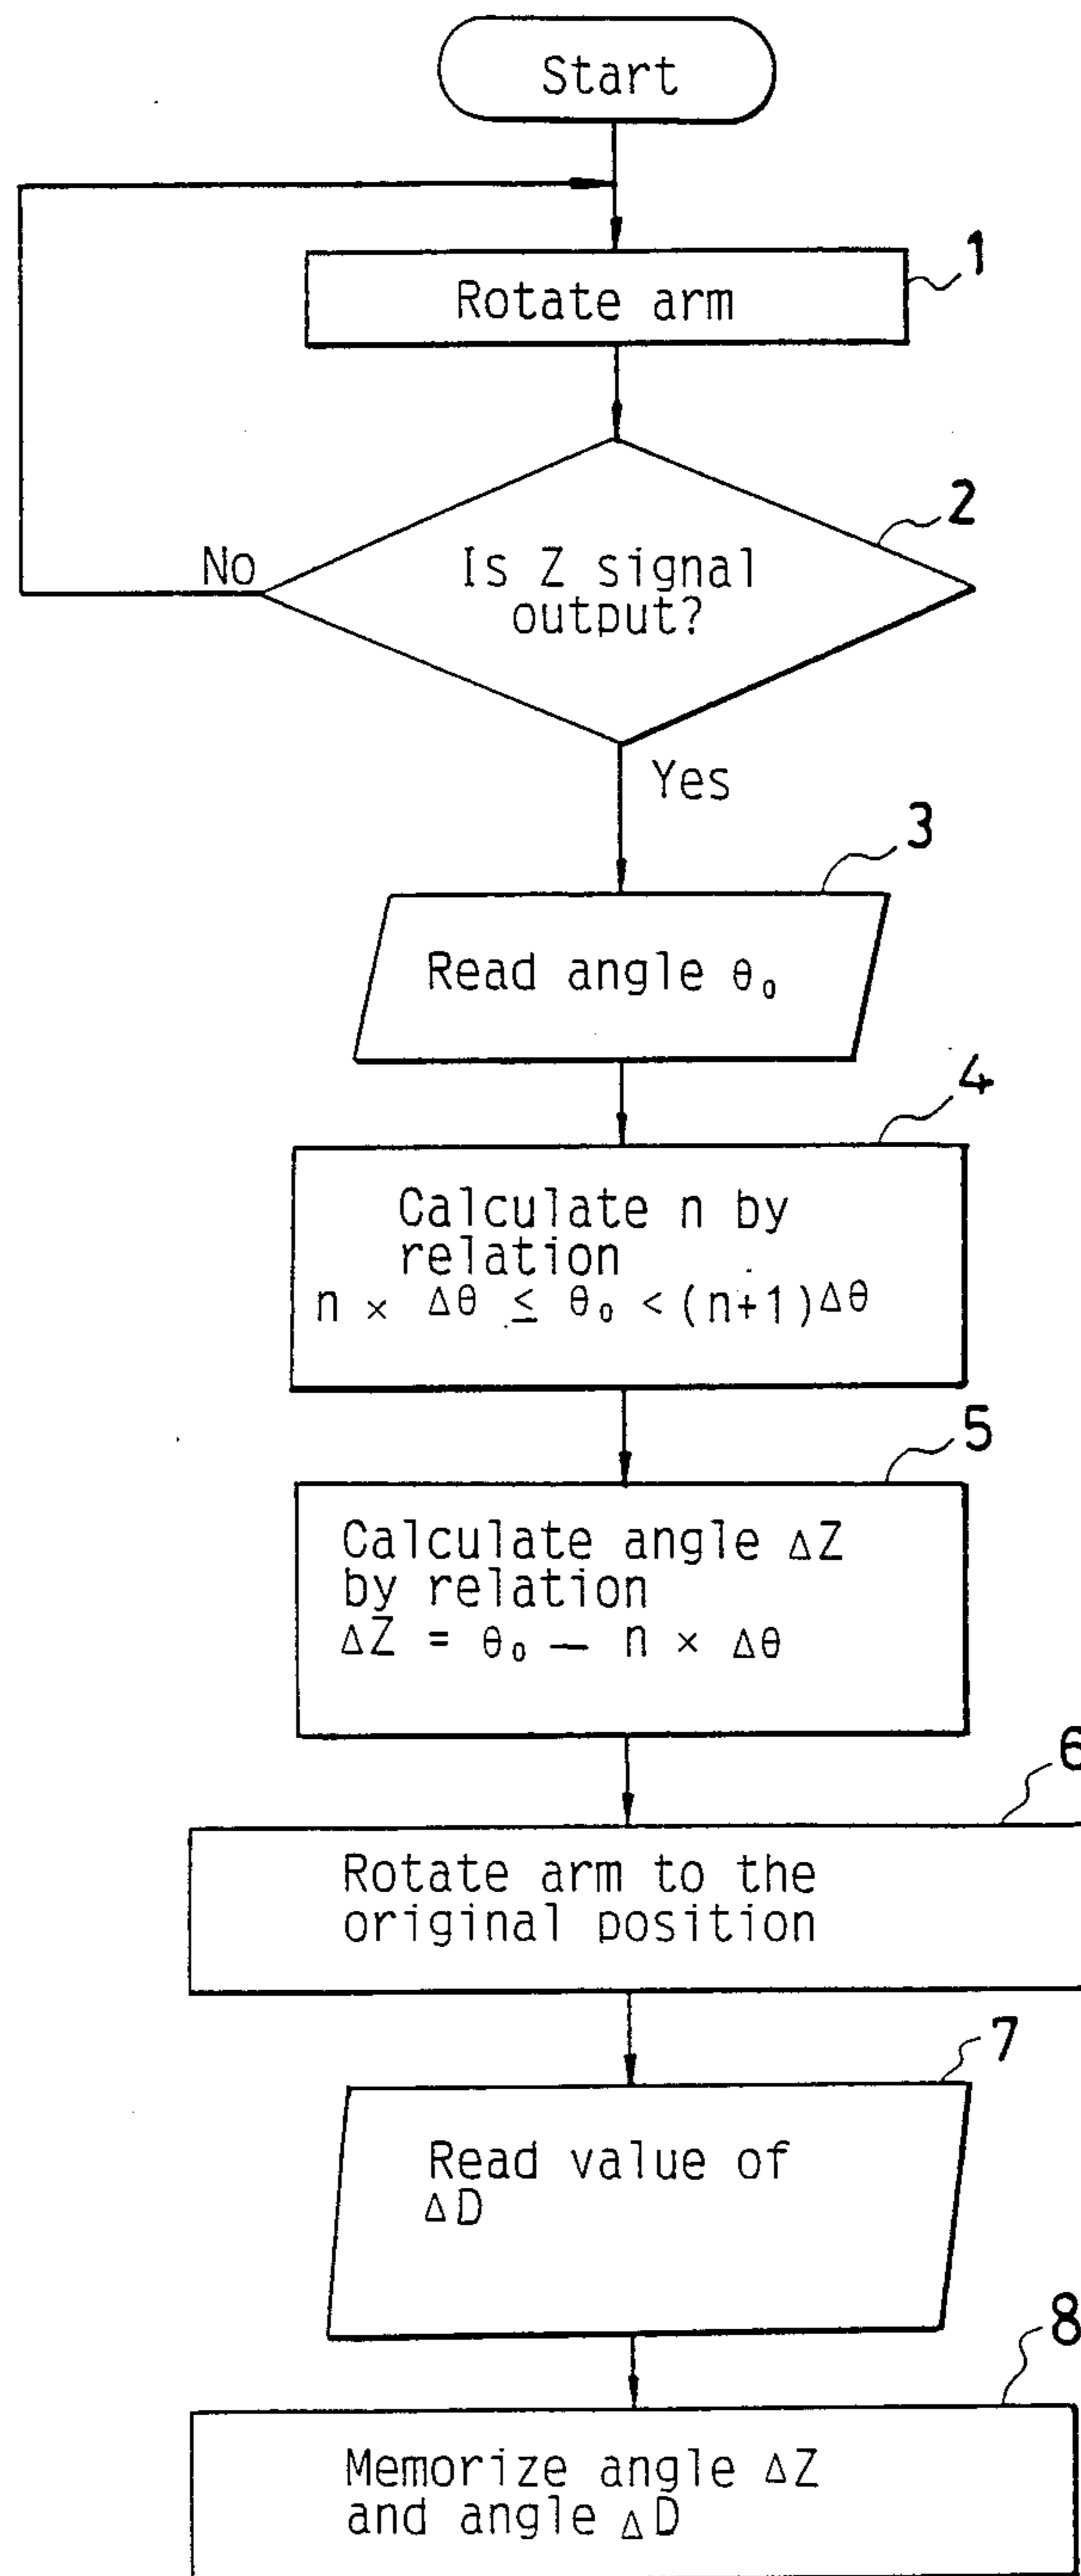 Start
1
Rotate arm
2
Is Z signal
output?
No
Yes
3
Read angle θ₀
4
Calculate n by
relation
n × Δθ ≤ θ₀ < (n+1)Δθ
5
Calculate angle ΔZ
by relation
ΔZ = θ₀ — n × Δθ
6
Rotate arm to the
original position
7
Read value of
ΔD
8
Memorize angle ΔZ
and angle ΔD